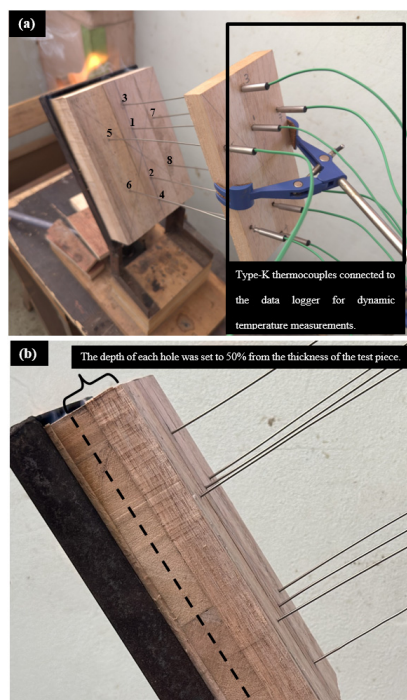 (a)
3
7
1
5
8
2
6
4
Type-K thermocouples connected to
the data logger for dynamic
temperature measurements.
(b)
The depth of each hole was set to 50% from the thickness of the test piece.